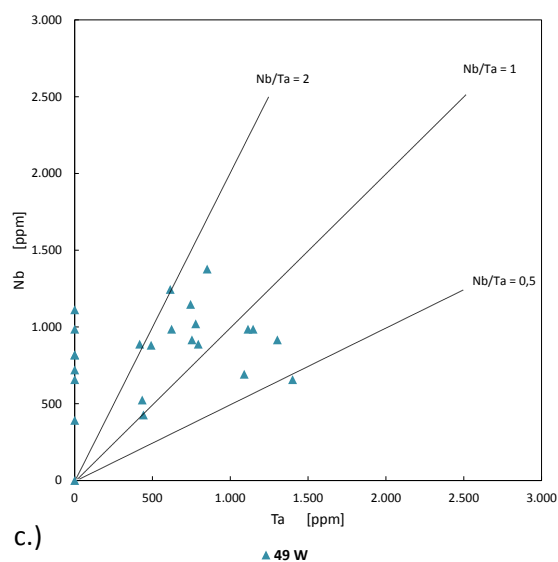 3.000
Nb/Ta = 2
Nb/Ta = 1
2.500
2.000
Nb [ppm]
1.500
Nb/Ta = 0,5
1.000
500
0
0 500 1.000 1.500 2.000 2.500 3.000
Ta [ppm]
c.)
49 W